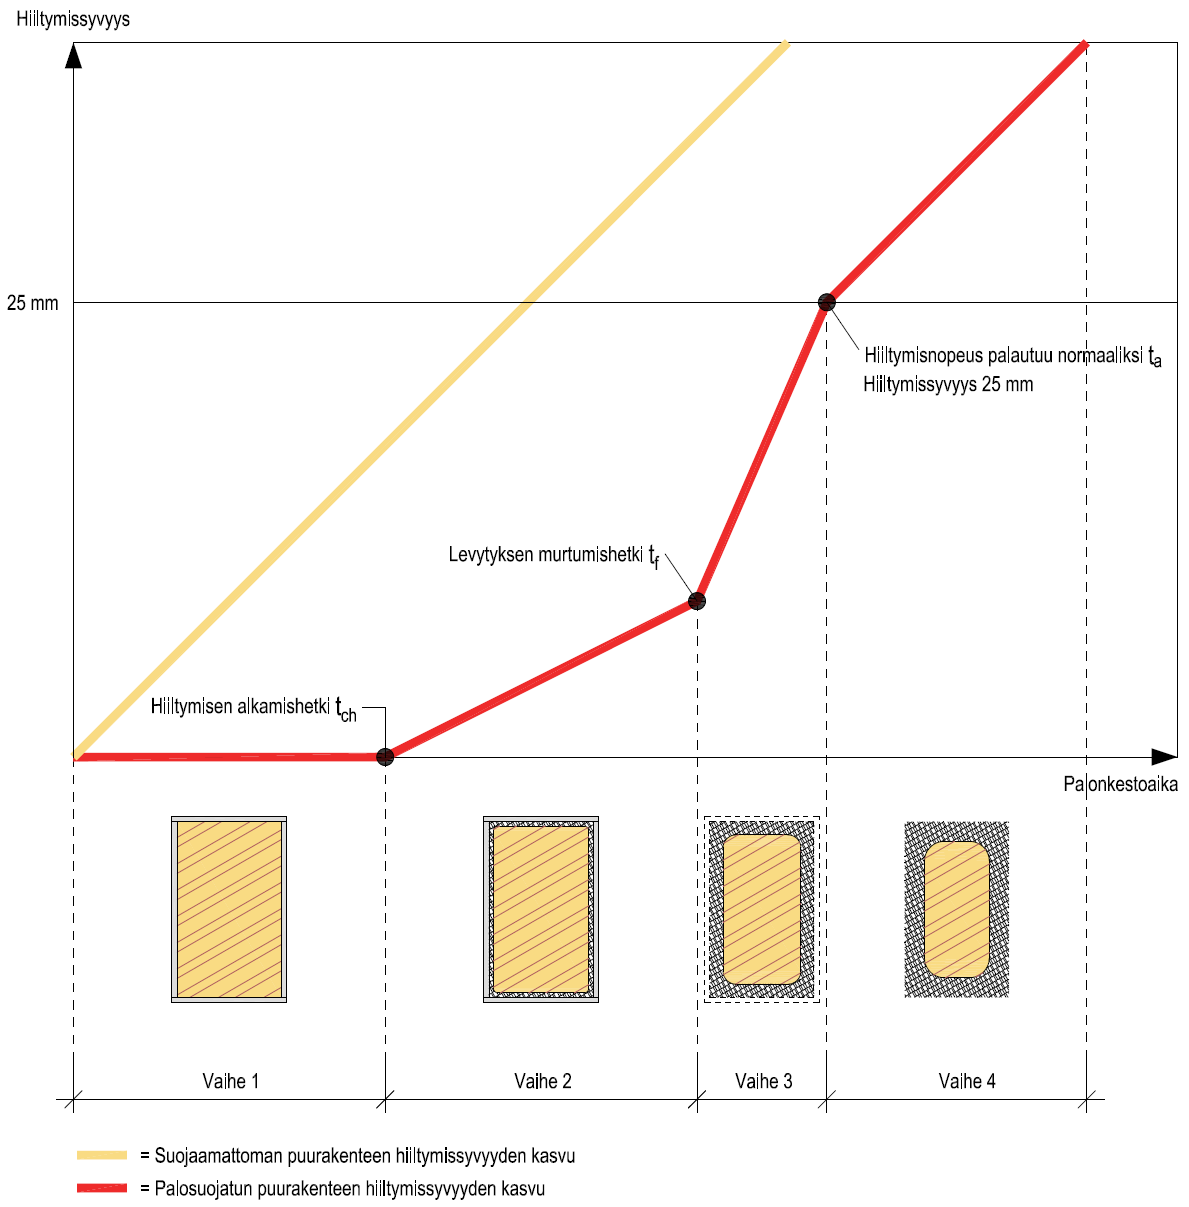 Hiiltymissyvyys
25 mm
Hiiltymisnopeus palautuu normaaliksi ta
Hiiltymissyvyys 25 mm
Levytyksen murtumishetki tf
Hiiltymisen alkamishetki tch
Palonkestoaika
Vaihe 1
Vaihe 2
Vaihe 3
Vaihe 4
= Suojaamattoman puurakenteen hiiltymissyvyyden kasvu
= Palosuojatun puurakenteen hiiltymissyvyyden kasvu